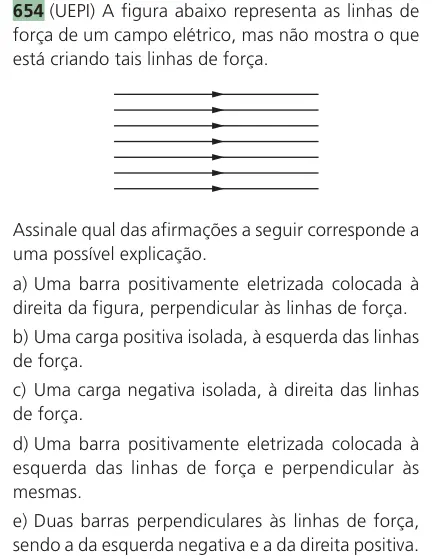 654 (UEPI) A figura abaixo representa as linhas de
força de um campo elétrico, mas não mostra o que
está criando tais linhas de força.
Assinale qual das afirmações a seguir corresponde a
uma possível explicação.
a) Uma barra positivamente eletrizada colocada à
direita da figura, perpendicular às linhas de força.
b) Uma carga positiva isolada, à esquerda das linhas
de força.
c) Uma carga negativa isolada, à direita das linhas
de força.
d) Uma barra positivamente eletrizada colocada à
esquerda das linhas de força e perpendicular às
mesmas.
e) Duas barras perpendiculares às linhas de força,
sendo a da esquerda negativa e a da direita positiva.